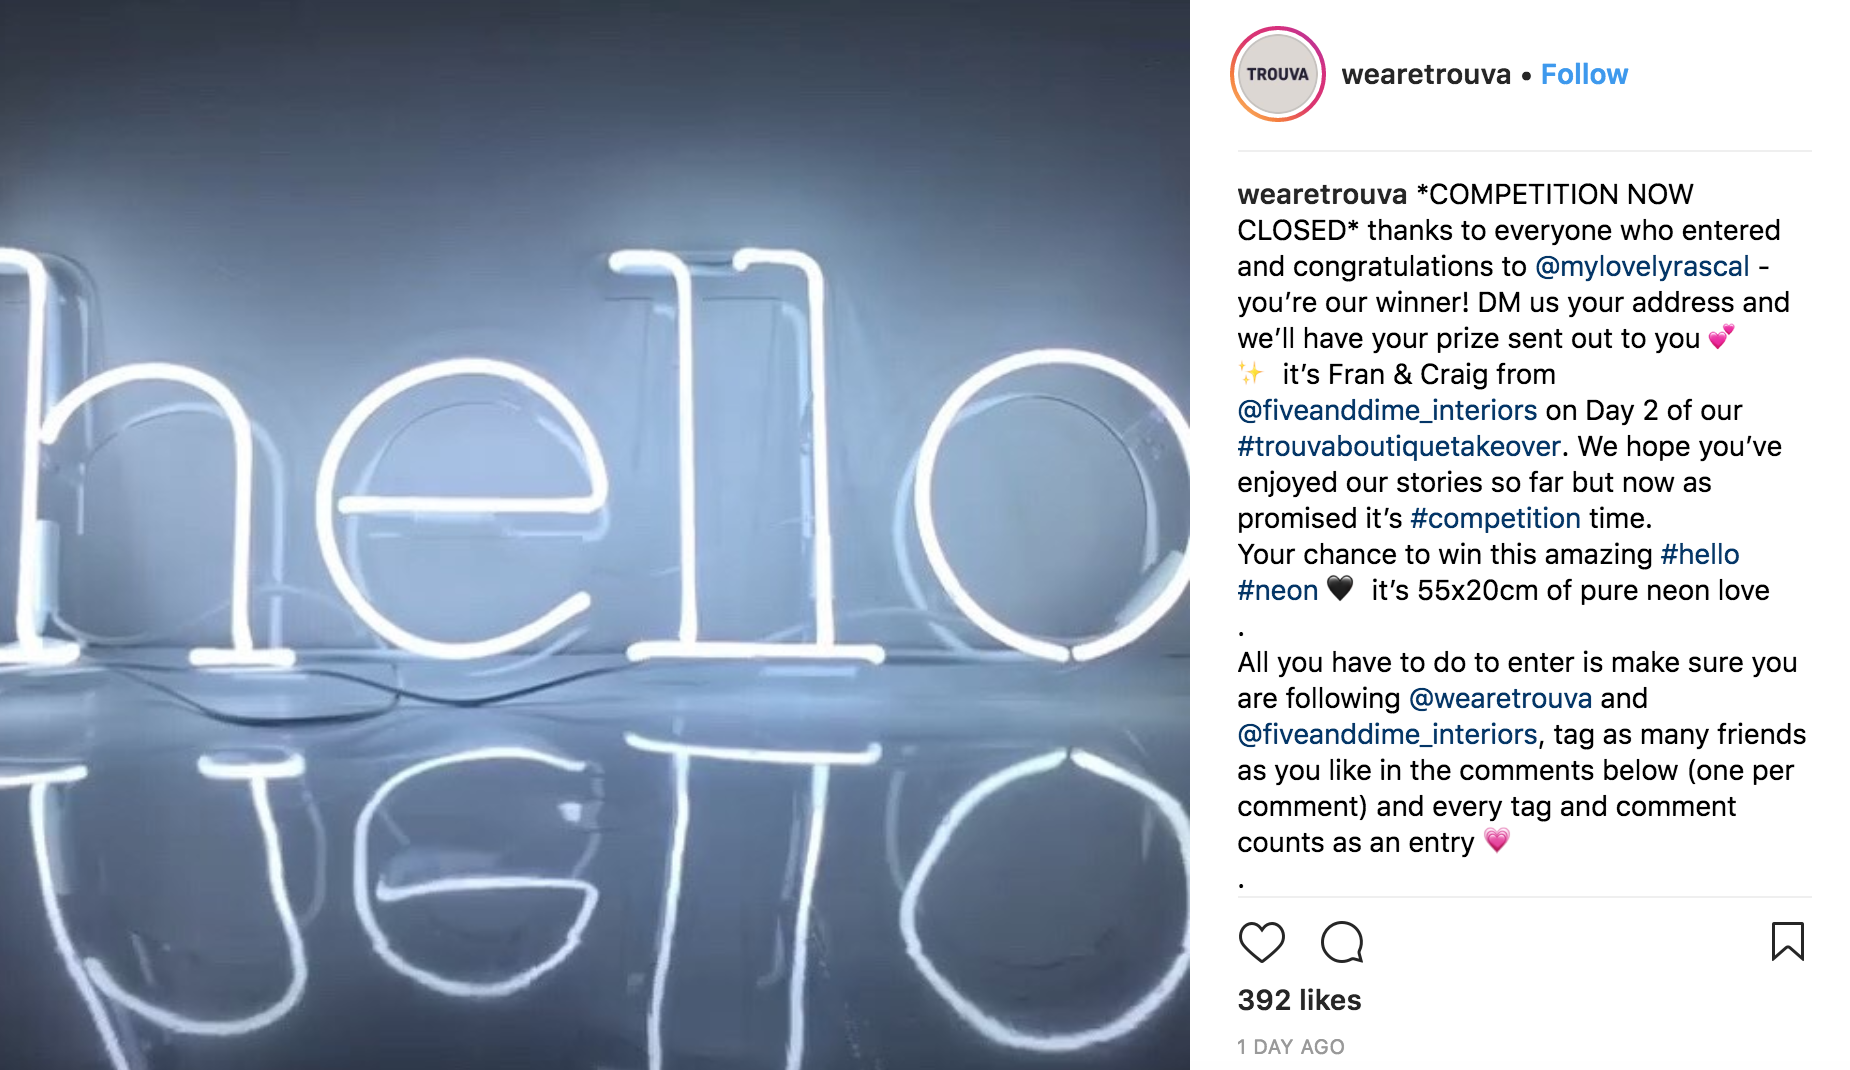 hello
TROUVA
wearetrouva • Follow
wearetrouva *COMPETITION NOW
CLOSED* thanks to everyone who entered
and congratulations to @mylovelyrascal -
you’re our winner! DM us your address and
we’ll have your prize sent out to you 💕
✨ it’s Fran & Craig from
@fiveanddime_interiors on Day 2 of our
#trouvaboutiquetakeover. We hope you’ve
enjoyed our stories so far but now as
promised it’s #competition time.
Your chance to win this amazing #hello
#neon 🖤 it’s 55x20cm of pure neon love
.
All you have to do to enter is make sure you
are following @wearetrouva and
@fiveanddime_interiors, tag as many friends
as you like in the comments below (one per
comment) and every tag and comment
counts as an entry 💗
.
392 likes
1 DAY AGO